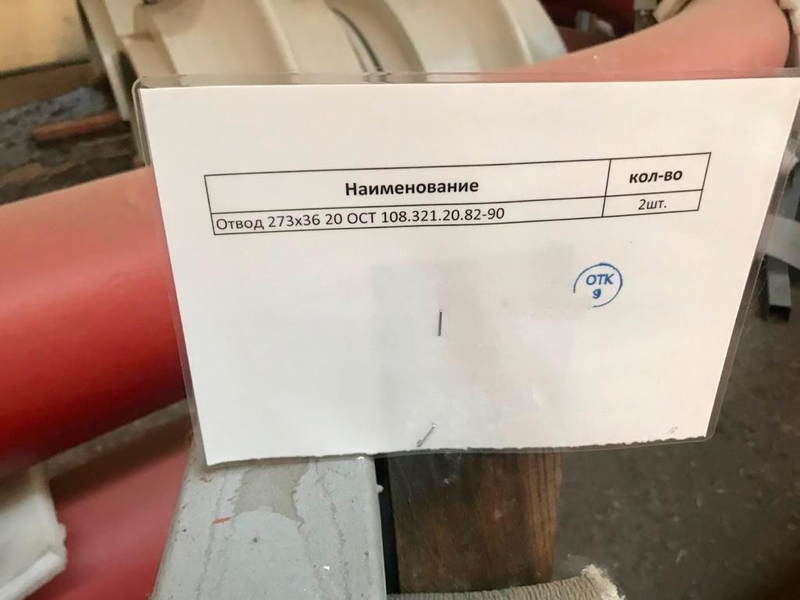 Наименование кол-во
Отвод 273х36 20 ОСТ 108.321.20.82-90 2шт.
ОТК
9